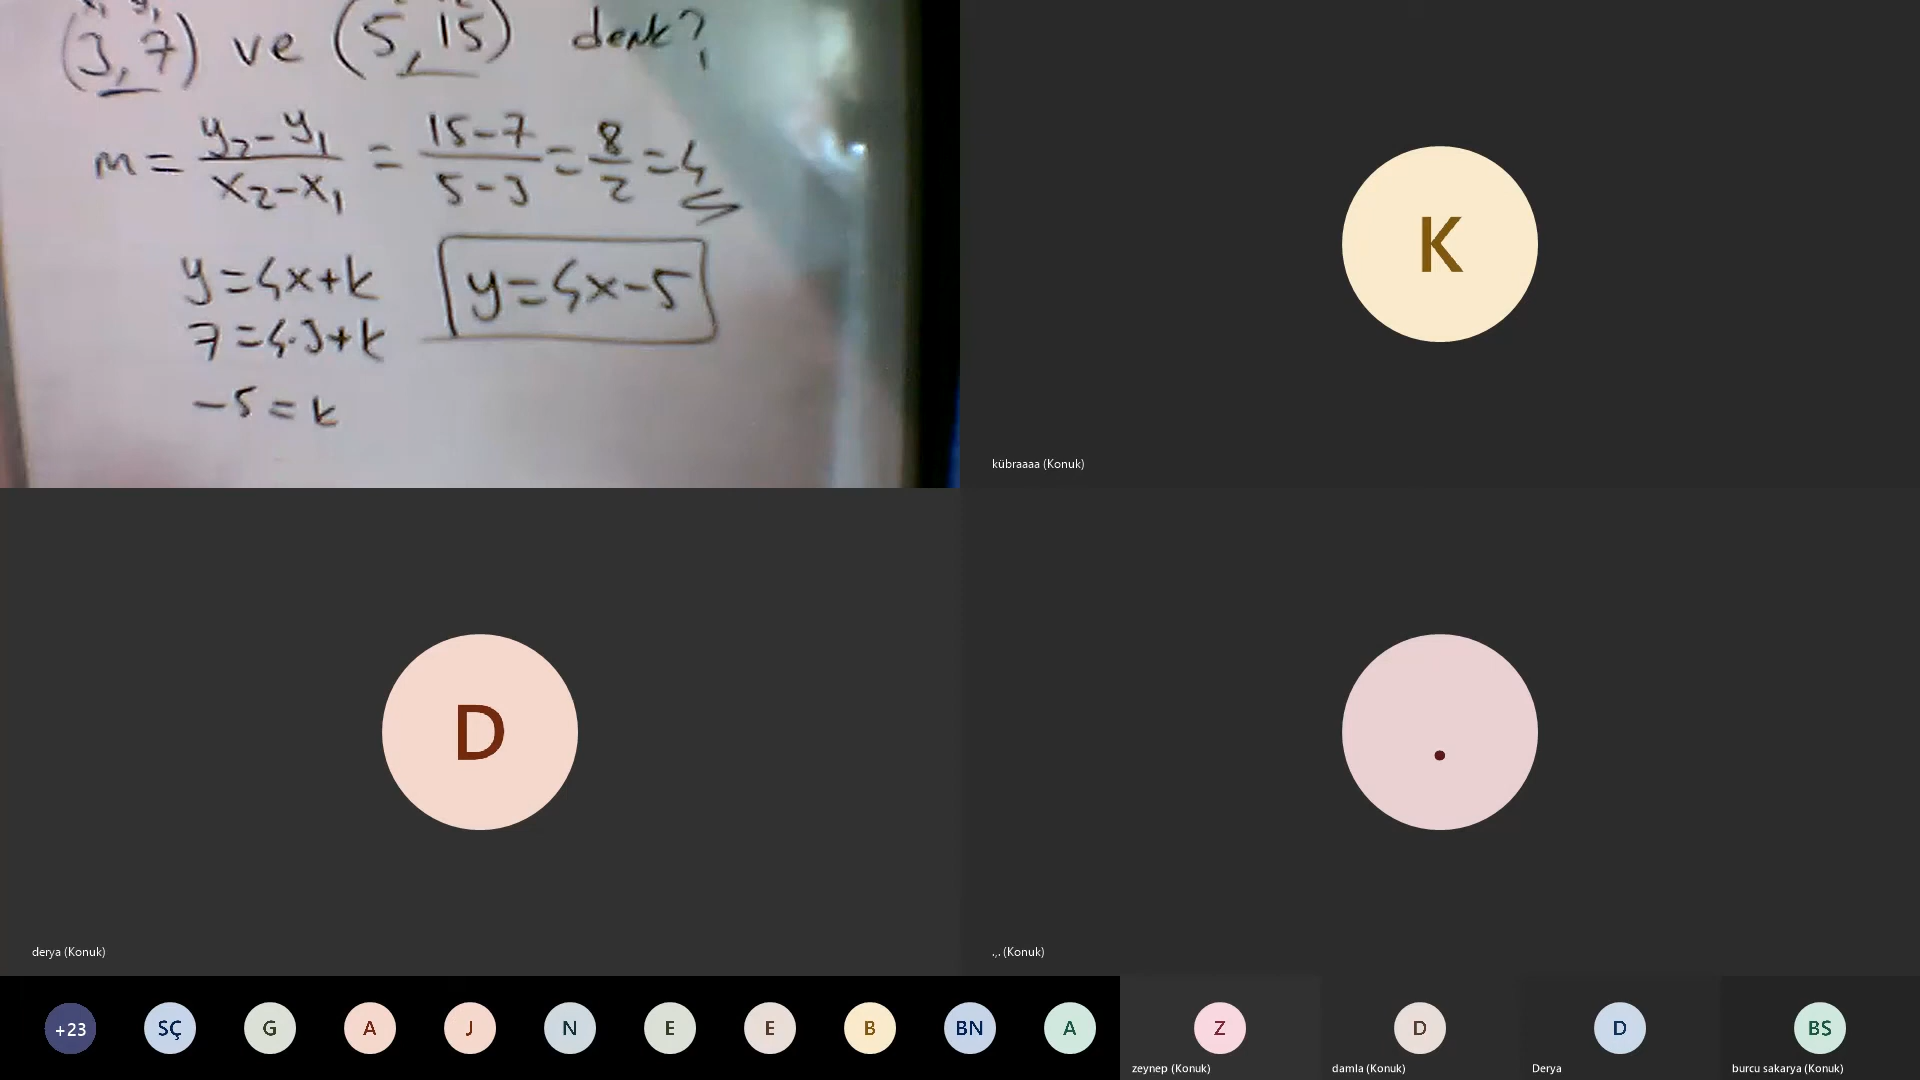 (3, 7) ve (5, 15) denk?
m = y2-y1 / x2-x1 = 15-7 / 5-3 = 8/2 = 4
y=4x+k
y=4x-5
7=4.3+k
-5=k
K
kübraaaa (Konuk)
D
.
derya (Konuk)
.,. (Konuk)
+23 SÇ G A J N E E B BN A Z D D BS
zeynep (Konuk) damla (Konuk) Derya burcu sakarya (Konuk)